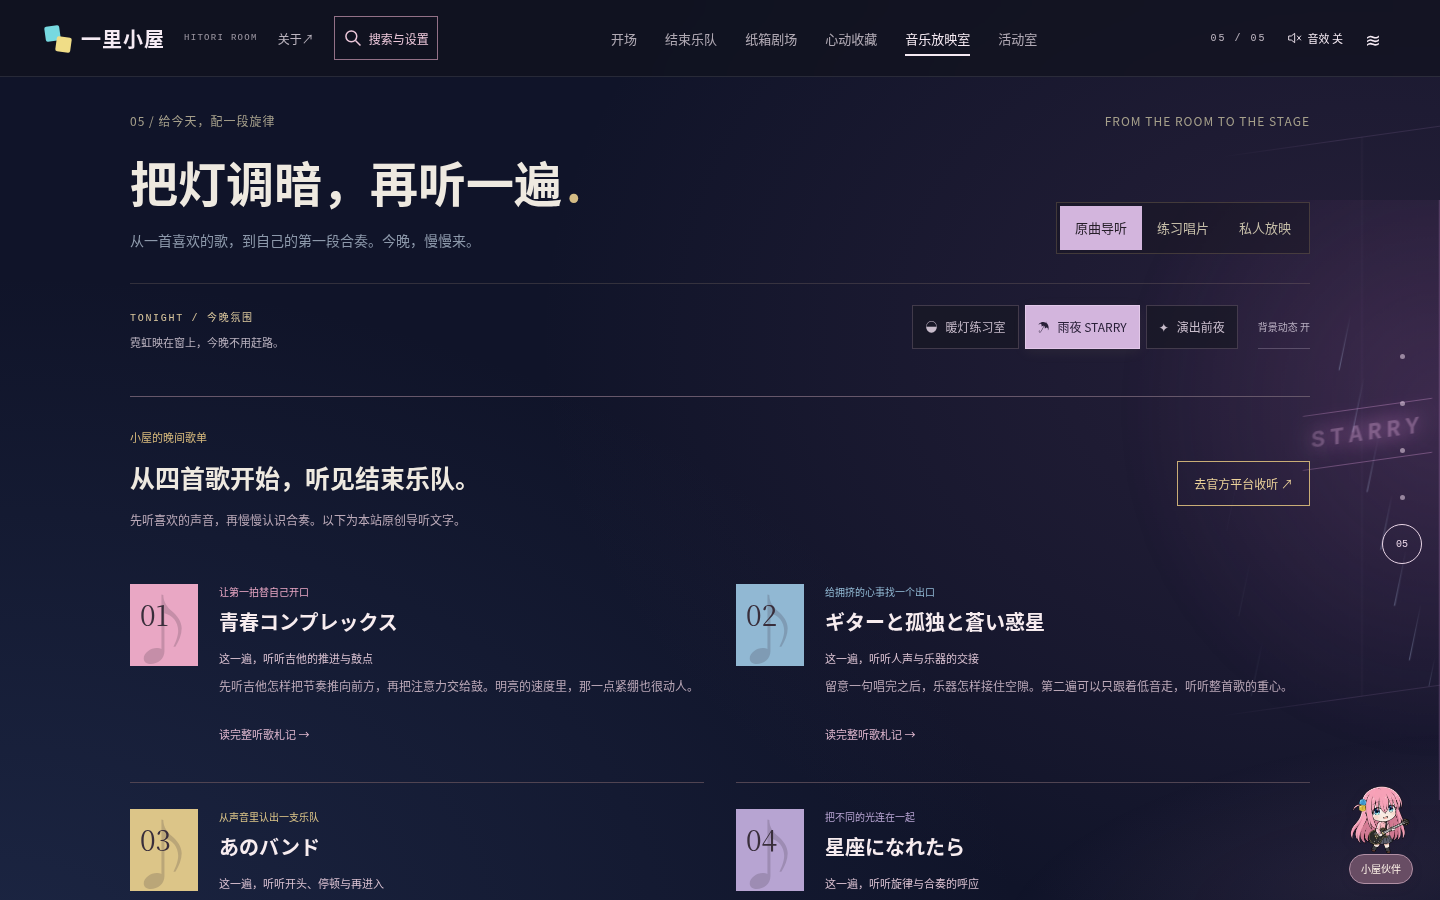 一里小屋 HITORI ROOM 关于↗ 搜索与设置 开场 结束乐队 纸箱剧场 心动收藏 音乐放映室 活动室 05 / 05 音效 关
05 / 给今天，配一段旋律 FROM THE ROOM TO THE STAGE
把灯调暗，再听一遍.
从一首喜欢的歌，到自己的第一段合奏。今晚，慢慢来。
原曲导听 练习唱片 私人放映
TONIGHT / 今晚氛围
霓虹映在窗上，今晚不用赶路。
暖灯练习室 雨夜 STARRY 演出前夜 背景动态 开
STARRY
小屋的晚间歌单
从四首歌开始，听见结束乐队。
去官方平台收听 ↗
先听喜欢的声音，再慢慢认识合奏。以下为本站原创导听文字。
05
01
让第一拍替自己开口
青春コンプレックス
这一遍，听听吉他的推进与鼓点
先听吉他怎样把节奏推向前方，再把注意力交给鼓。明亮的速度里，那一点紧绷也很动人。
读完整听歌札记 →
02
给拥挤的心事找一个出口
ギターと孤独と蒼い惑星
这一遍，听听人声与乐器的交接
留意一句唱完之后，乐器怎样接住空隙。第二遍可以只跟着低音走，听听整首歌的重心。
读完整听歌札记 →
03
从声音里认出一支乐队
あのバンド
这一遍，听听开头、停顿与再进入
04
把不同的光连在一起
星座になれたら
这一遍，听听旋律与合奏的呼应
小屋伙伴